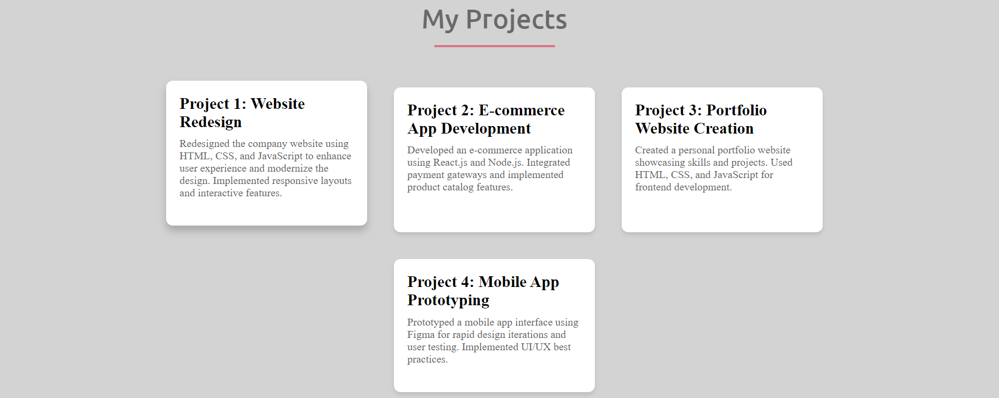 My Projects
Project 1: Website
Redesign
Redesigned the company website using
HTML, CSS, and JavaScript to enhance
user experience and modernize the
design. Implemented responsive layouts
and interactive features.
Project 2: E-commerce
App Development
Developed an e-commerce application
using React.js and Node.js. Integrated
payment gateways and implemented
product catalog features.
Project 3: Portfolio
Website Creation
Created a personal portfolio website
showcasing skills and projects. Used
HTML, CSS, and JavaScript for
frontend development.
Project 4: Mobile App
Prototyping
Prototyped a mobile app interface using
Figma for rapid design iterations and
user testing. Implemented UI/UX best
practices.